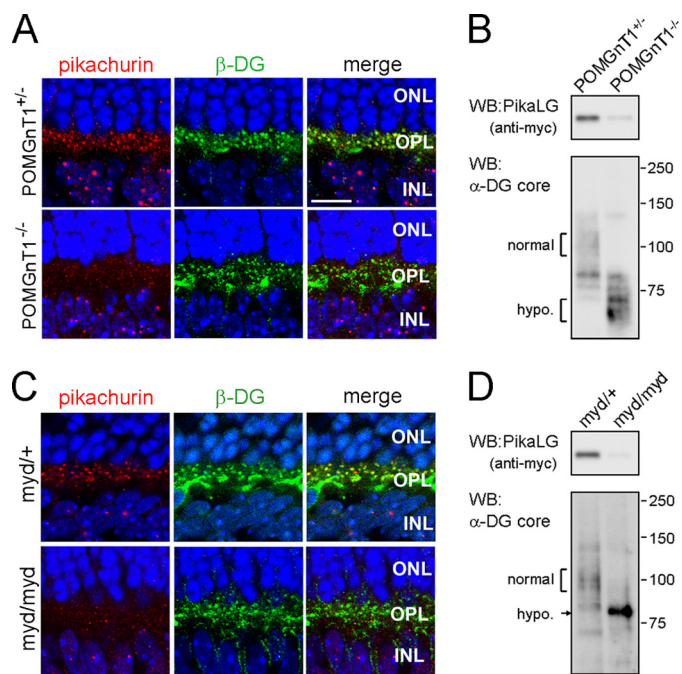 A
pikachurin β-DG merge
POMGnT1+/-
ONL
OPL
INL
POMGnT1-/-
ONL
OPL
INL
B
POMGnT1+/- POMGnT1-/-
WB:PikaLG
(anti-myc)
WB:
α-DG core
250
150
normal
100
75
hypo.
C
pikachurin β-DG merge
myd/+
ONL
OPL
INL
myd/myd
ONL
OPL
INL
D
myd/+ myd/myd
WB:PikaLG
(anti-myc)
WB:
α-DG core
250
150
normal
100
hypo.
75